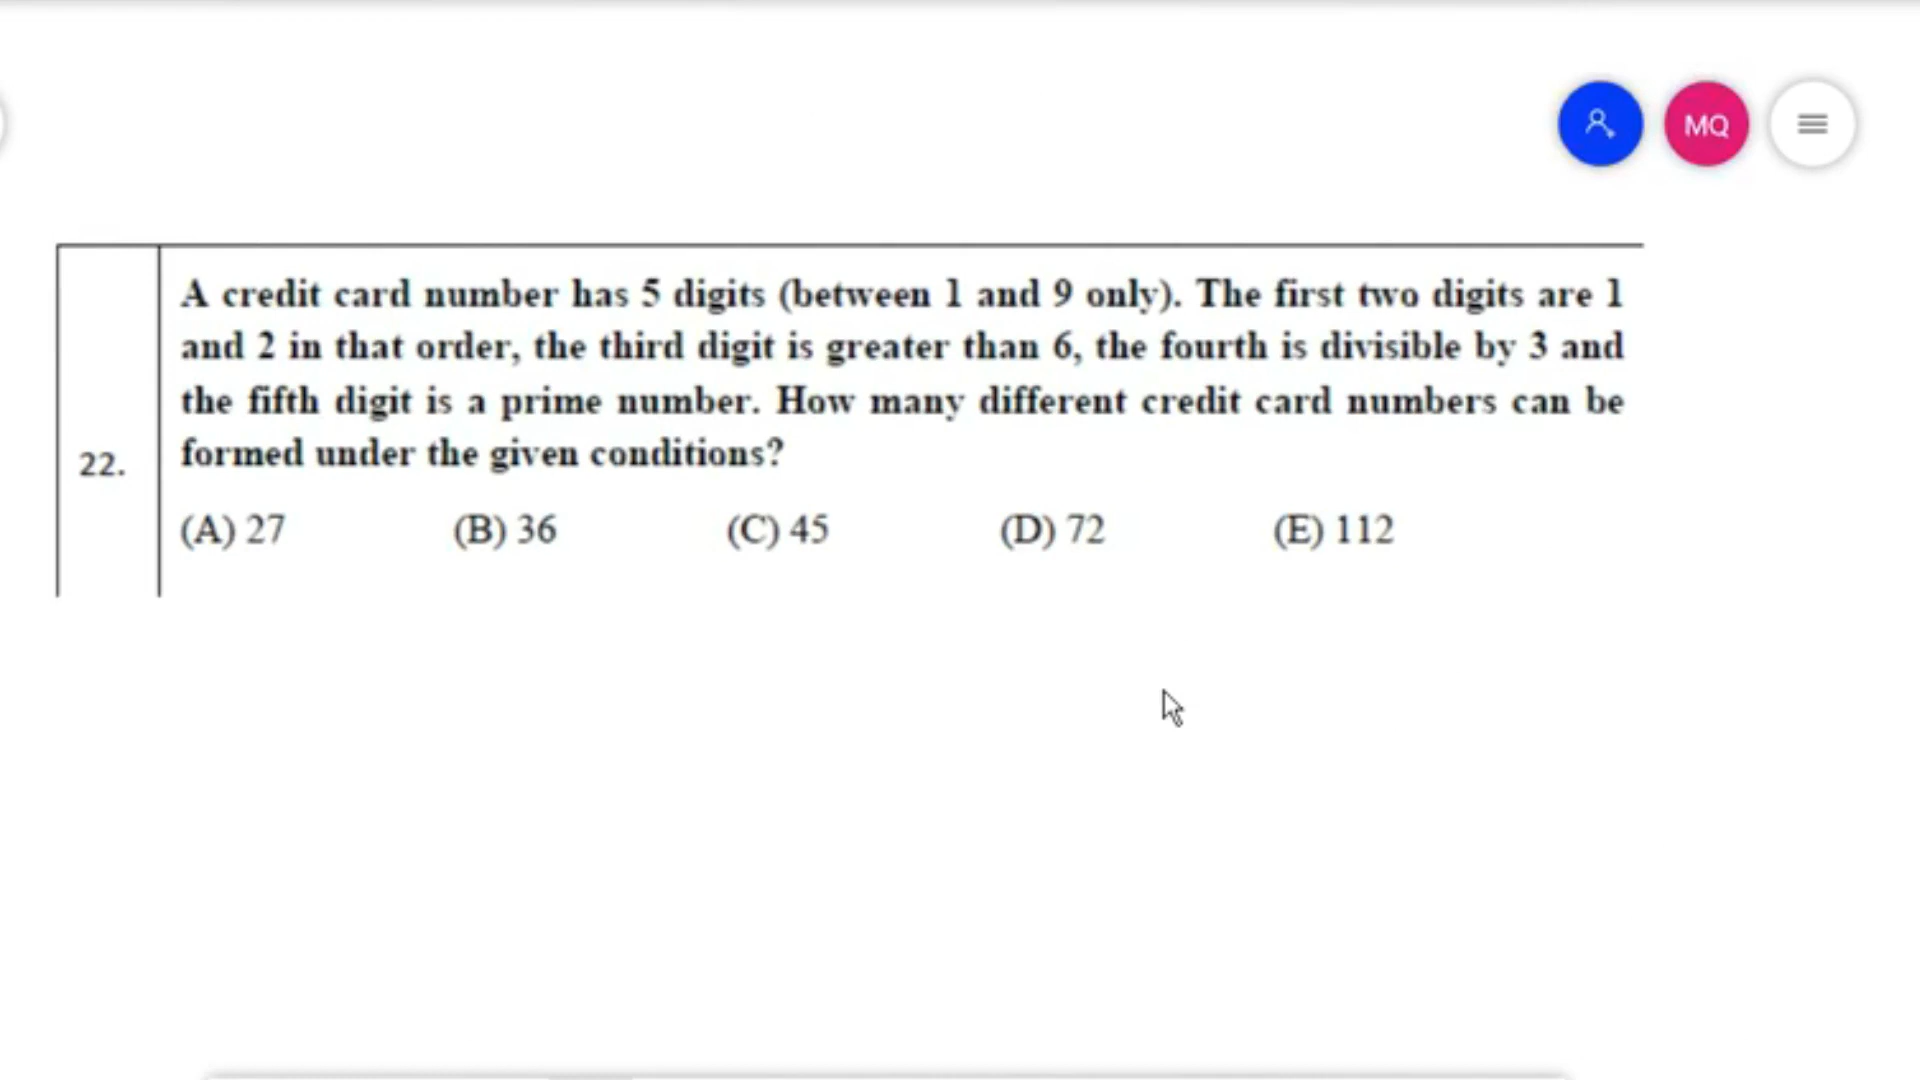 MQ
A credit card number has 5 digits (between 1 and 9 only). The first two digits are 1
and 2 in that order, the third digit is greater than 6, the fourth is divisible by 3 and
the fifth digit is a prime number. How many different credit card numbers can be
22. formed under the given conditions?
(A) 27 (B) 36 (C) 45 (D) 72 (E) 112